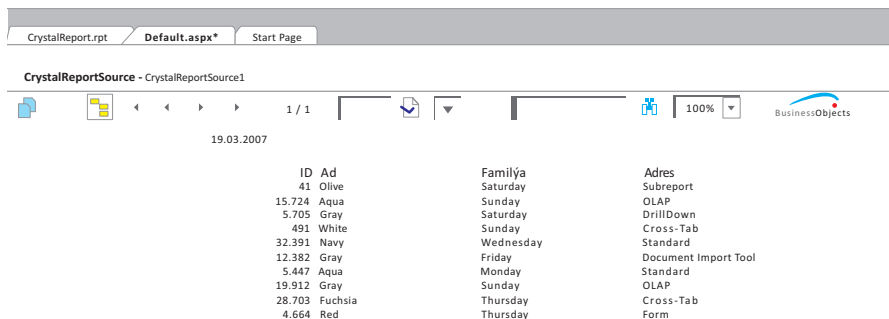 CrystalReport.rpt Default.aspx* Start Page
CrystalReportSource - CrystalReportSource1
1 / 1 100% BusinessObjects
19.03.2007
ID Ad Familýa Adres
41 Olive Saturday Subreport
15.724 Aqua Sunday OLAP
5.705 Gray Saturday DrillDown
491 White Sunday Cross-Tab
32.391 Navy Wednesday Standard
12.382 Gray Friday Document Import Tool
5.447 Aqua Monday Standard
19.912 Gray Sunday OLAP
28.703 Fuchsia Thursday Cross-Tab
4.664 Red Thursday Form